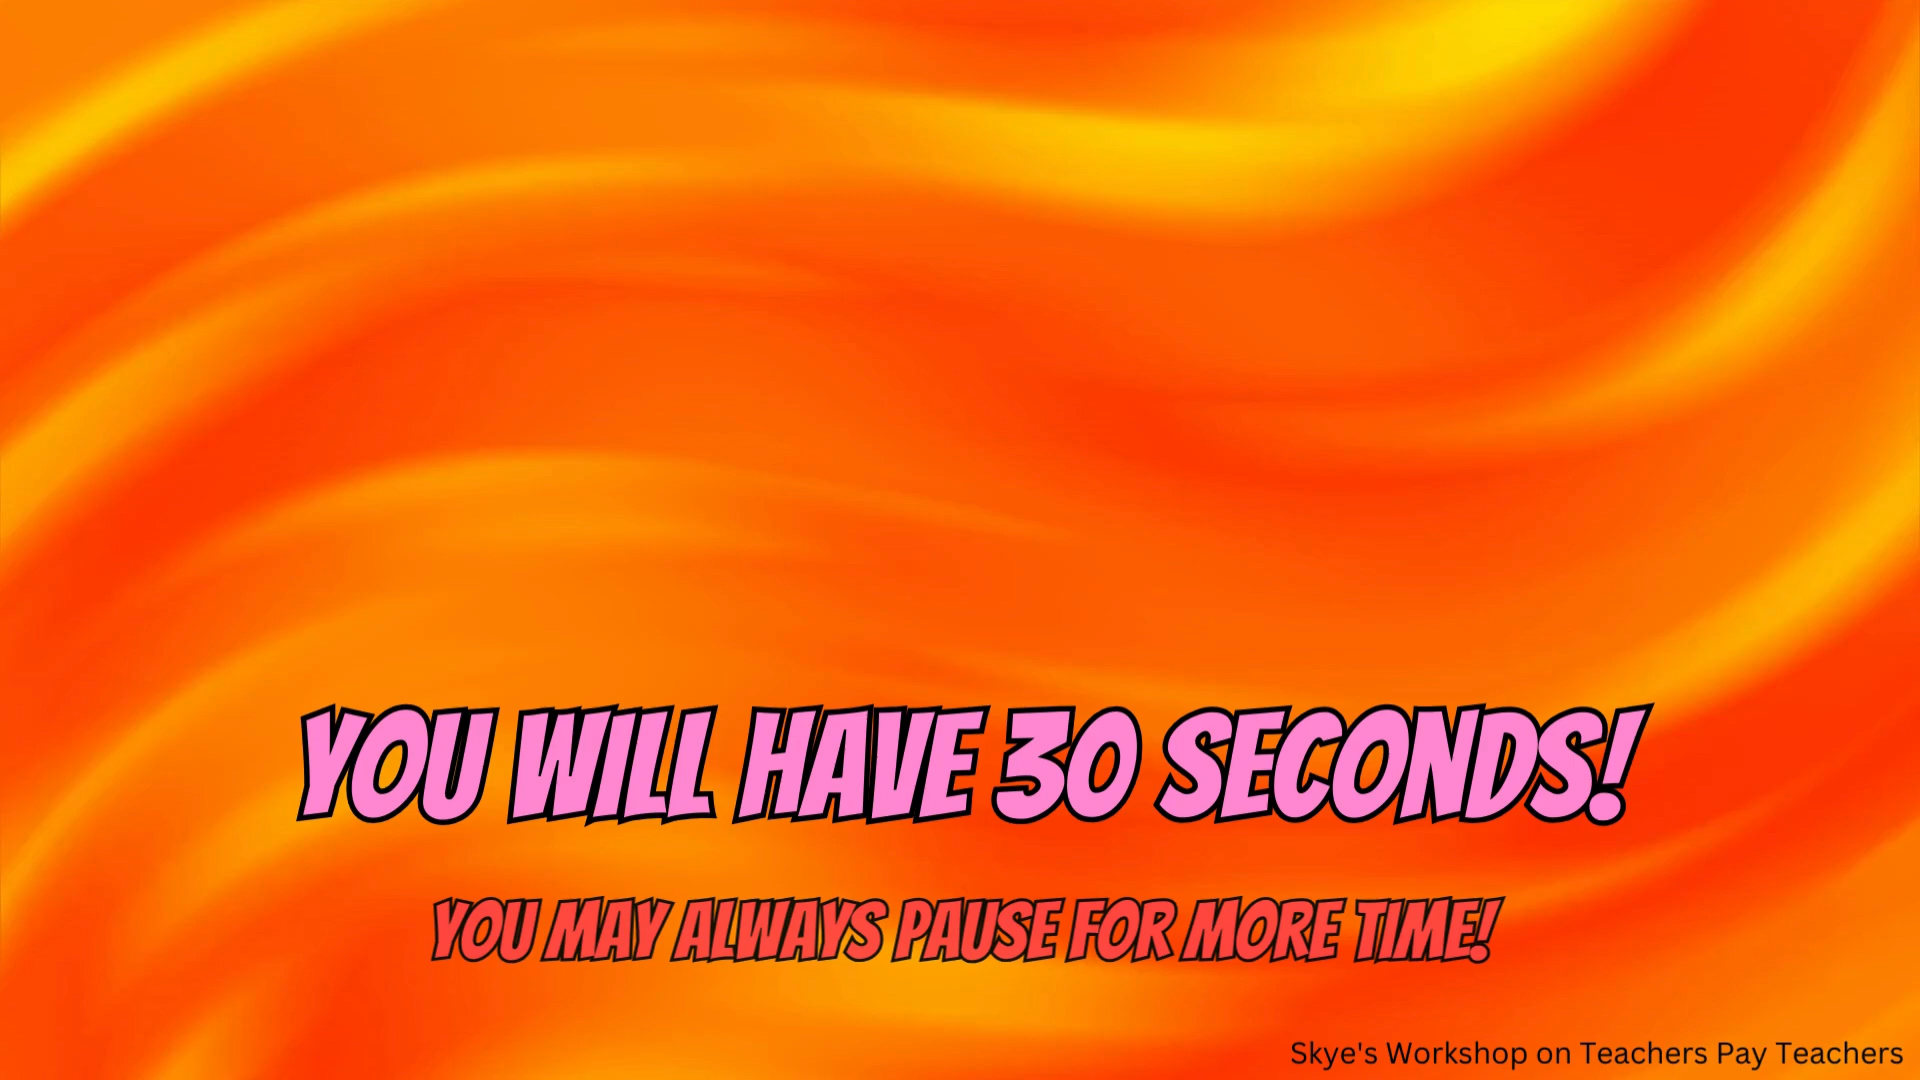 YOU WILL HAVE 30 SECONDS!
YOU MAY ALWAYS PAUSE FOR MORE TIME!
Skye's Workshop on Teachers Pay Teachers